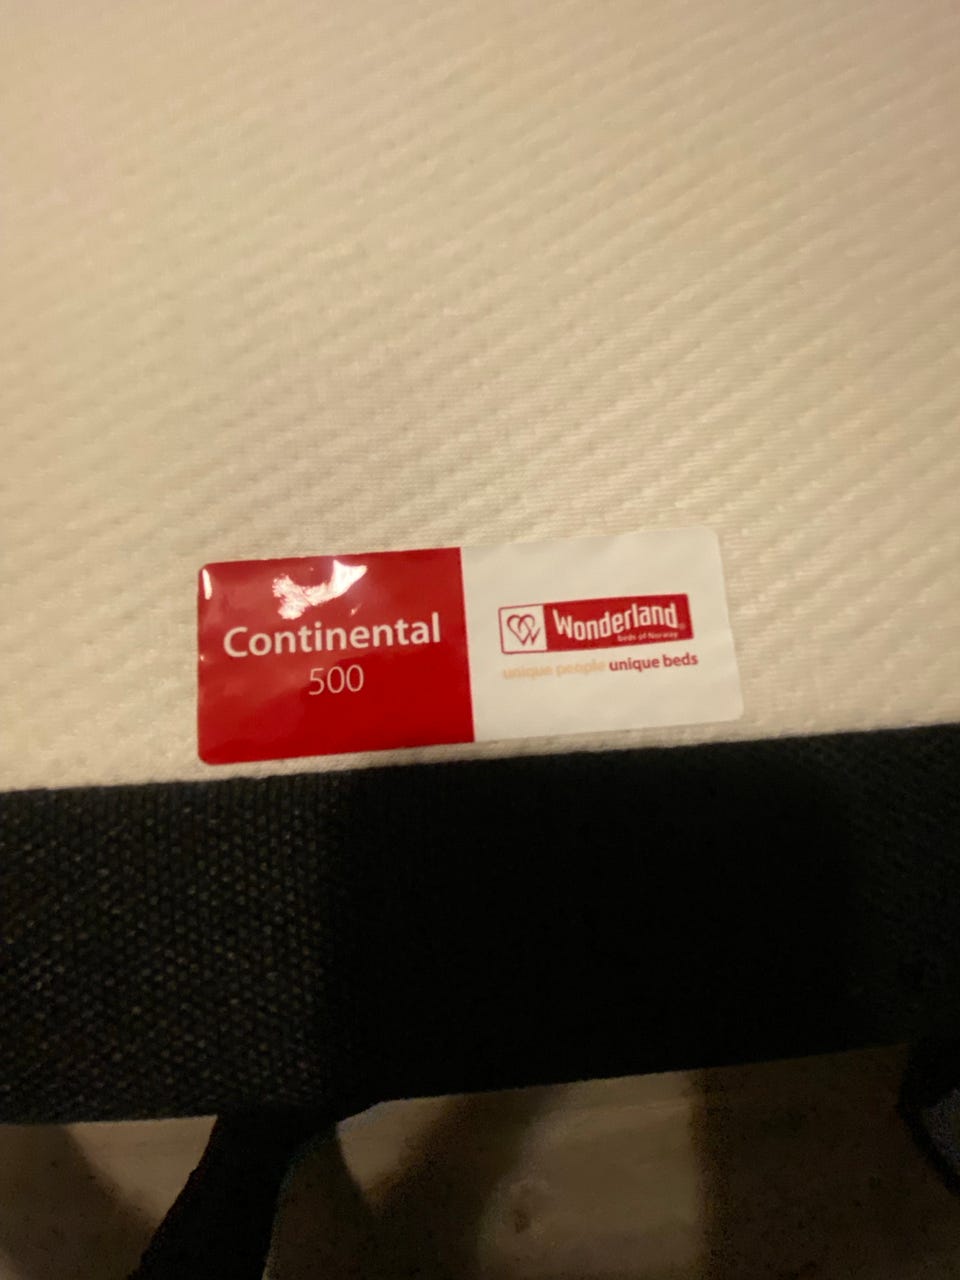 Continental
500
Wonderland
beds of Norway
unique people unique beds